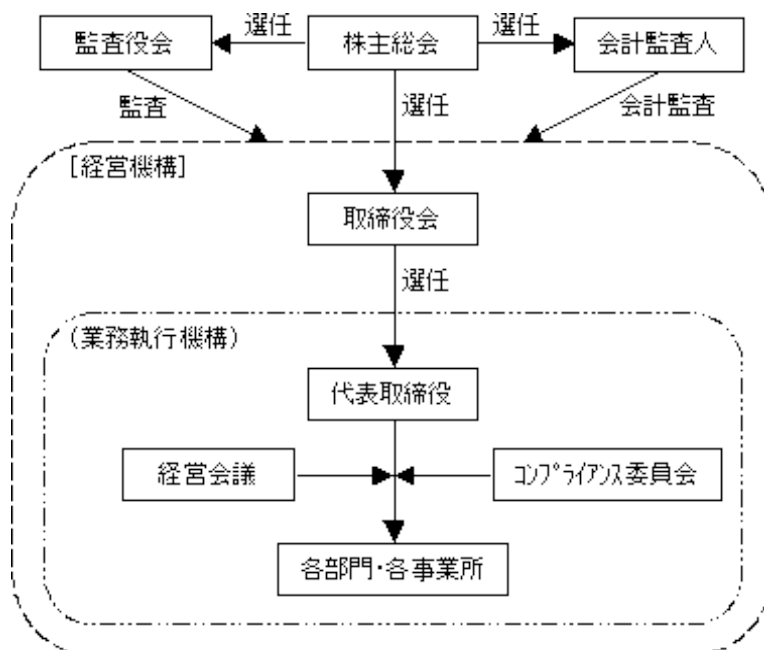 選任
選任
監査役会
株主総会
会計監査人
監査
選任
会計監査
[経営機構]
取締役会
選任
(業務執行機構)
代表取締役
経営会議
ｺﾝﾌﾟﾗｲｱﾝｽ委員会
各部門・各事業所